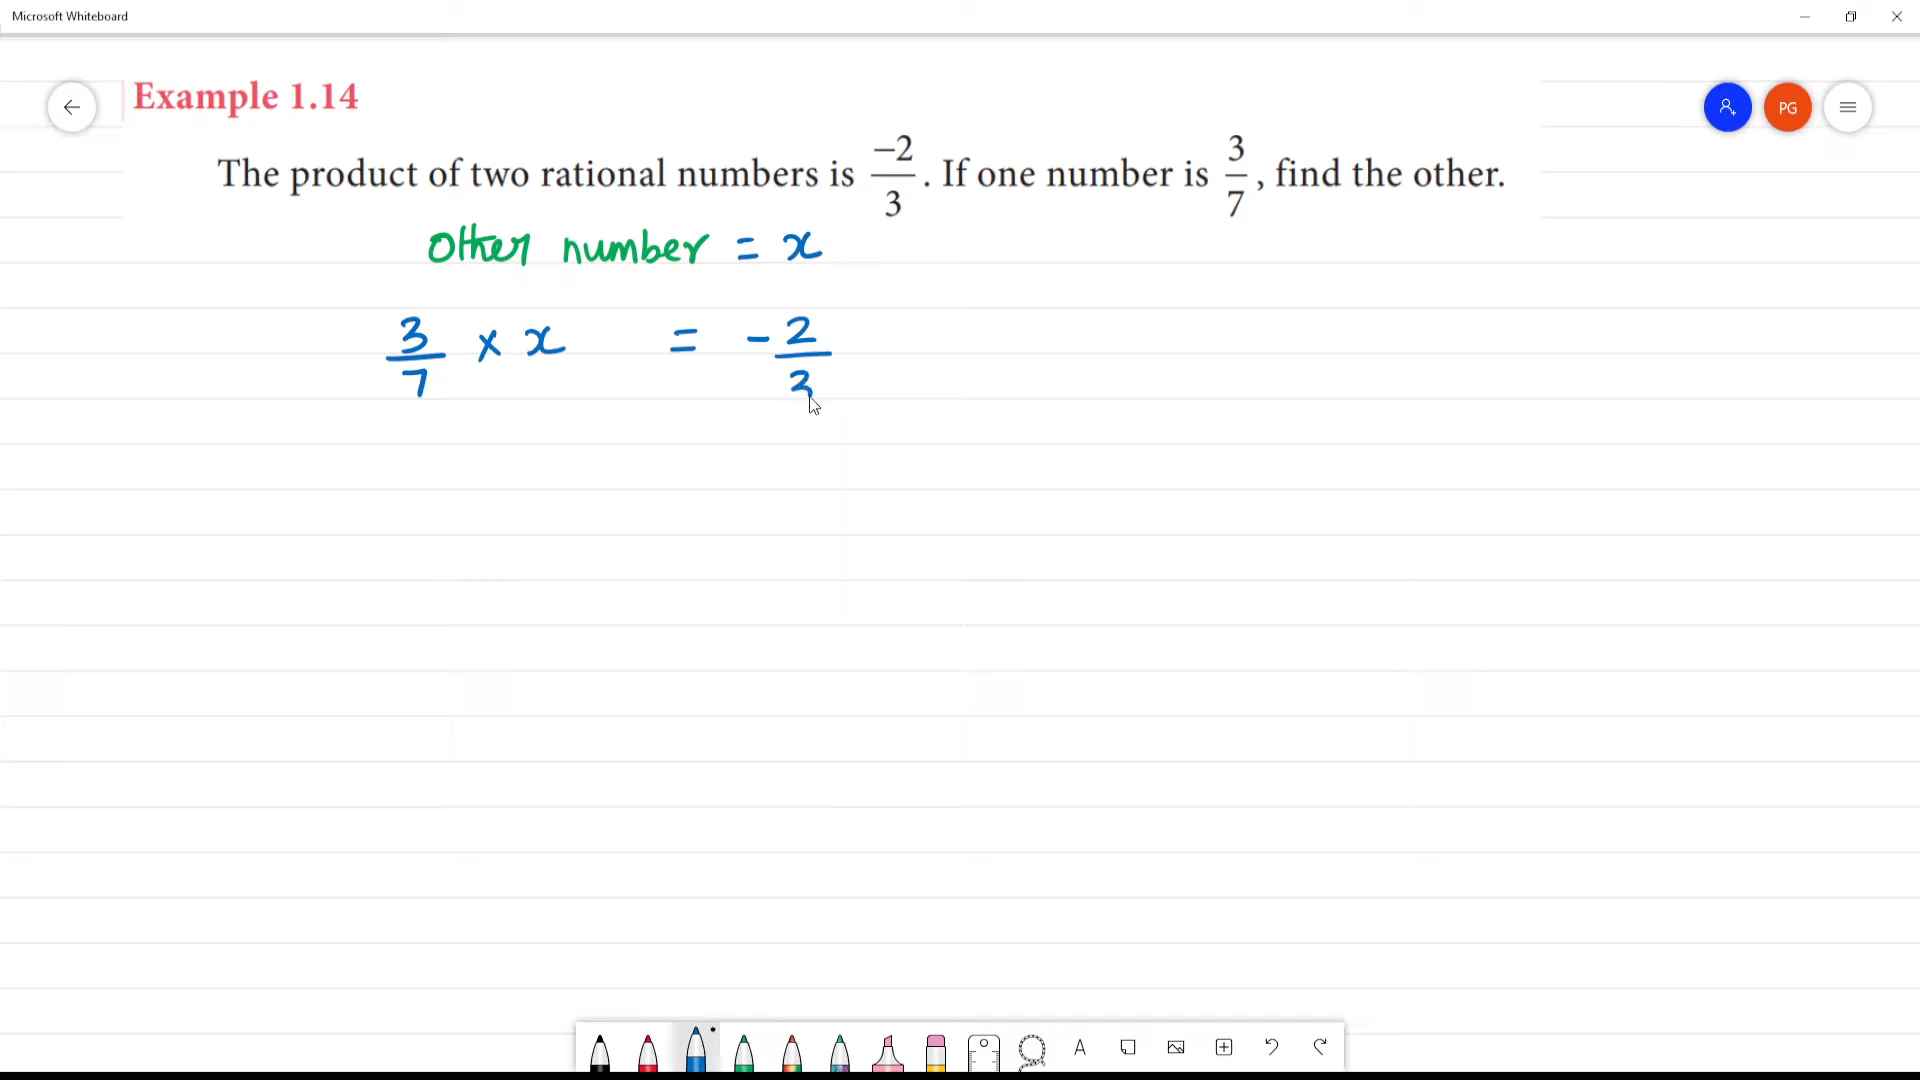 Microsoft Whiteboard
Example 1.14
PG
The product of two rational numbers is −2/3. If one number is 3/7, find the other.
Other number = x
3/7 × x = -2/3
A